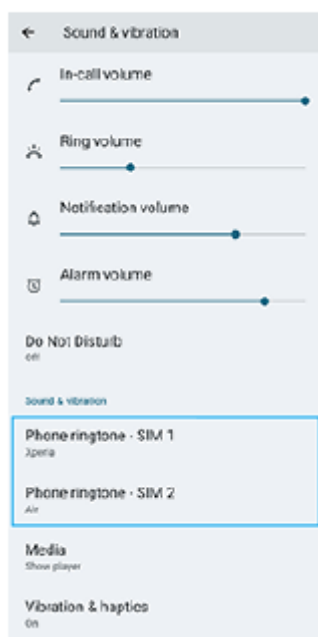 Sound & vibration
In-call volume
Ring volume
Notification volume
Alarm volume
Do Not Disturb
Off
Sound & vibration
Phone ringtone - SIM 1
Xperia
Phone ringtone - SIM 2
Air
Media
Show player
Vibration & haptics
On